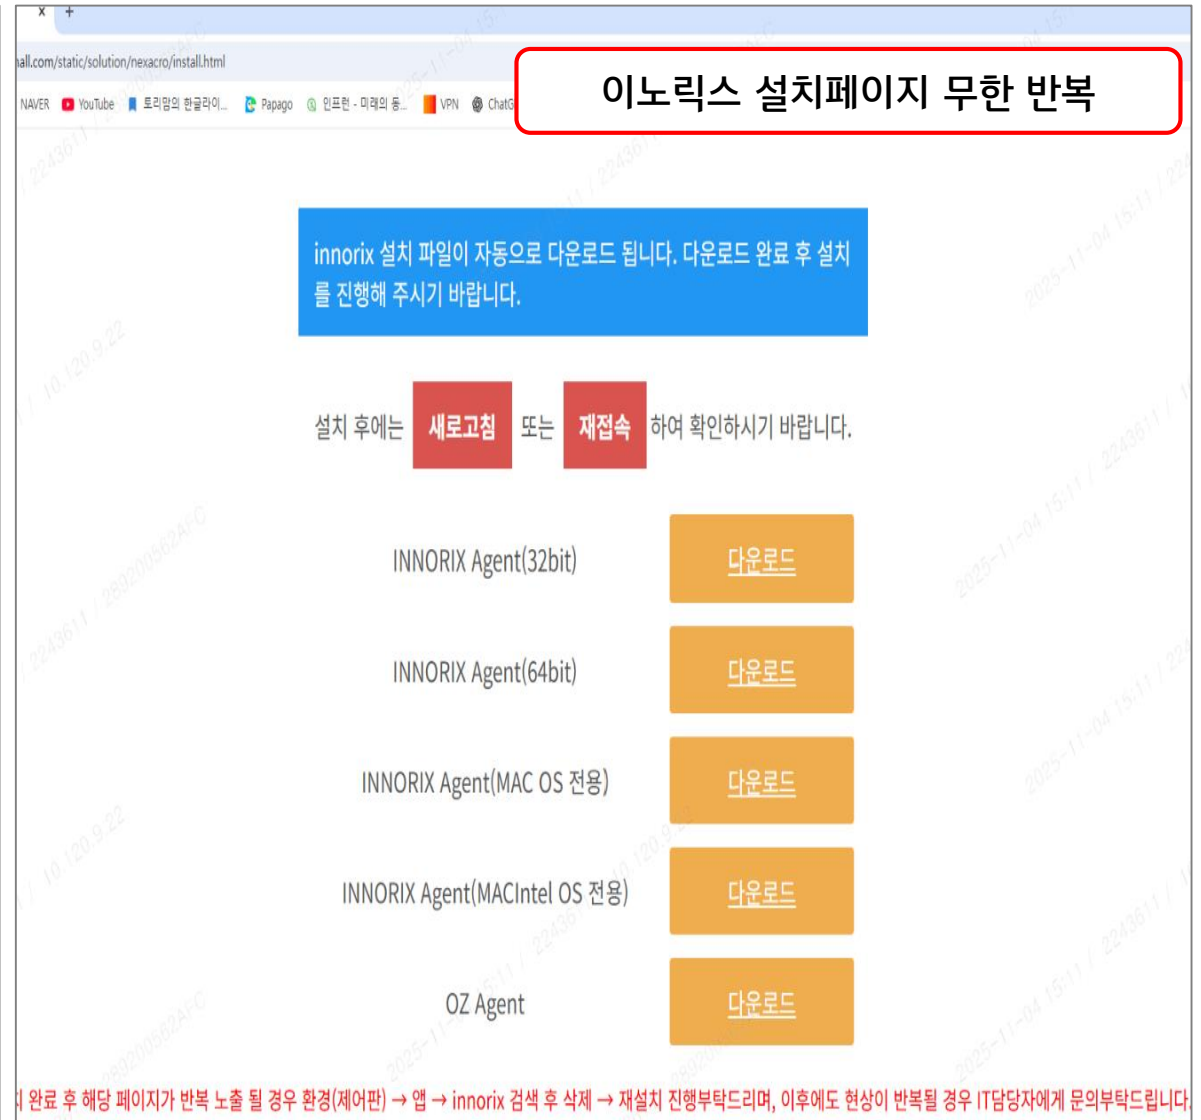 x +
nall.com/static/solution/nexacro/install.html
NAVER YouTube 토리맘의 한글라이... Papago 인프런 - 미래의 동... VPN ChatG
이노릭스 설치페이지 무한 반복
innorix 설치 파일이 자동으로 다운로드 됩니다. 다운로드 완료 후 설치
를 진행해 주시기 바랍니다.
설치 후에는 새로고침 또는 재접속 하여 확인하시기 바랍니다.
INNORIX Agent(32bit) 다운로드
INNORIX Agent(64bit) 다운로드
INNORIX Agent(MAC OS 전용) 다운로드
INNORIX Agent(MACIntel OS 전용) 다운로드
OZ Agent 다운로드
완료 후 해당 페이지가 반복 노출 될 경우 환경(제어판) → 앱 → innorix 검색 후 삭제 → 재설치 진행부탁드리며, 이후에도 현상이 반복될 경우 IT담당자에게 문의부탁드립니다